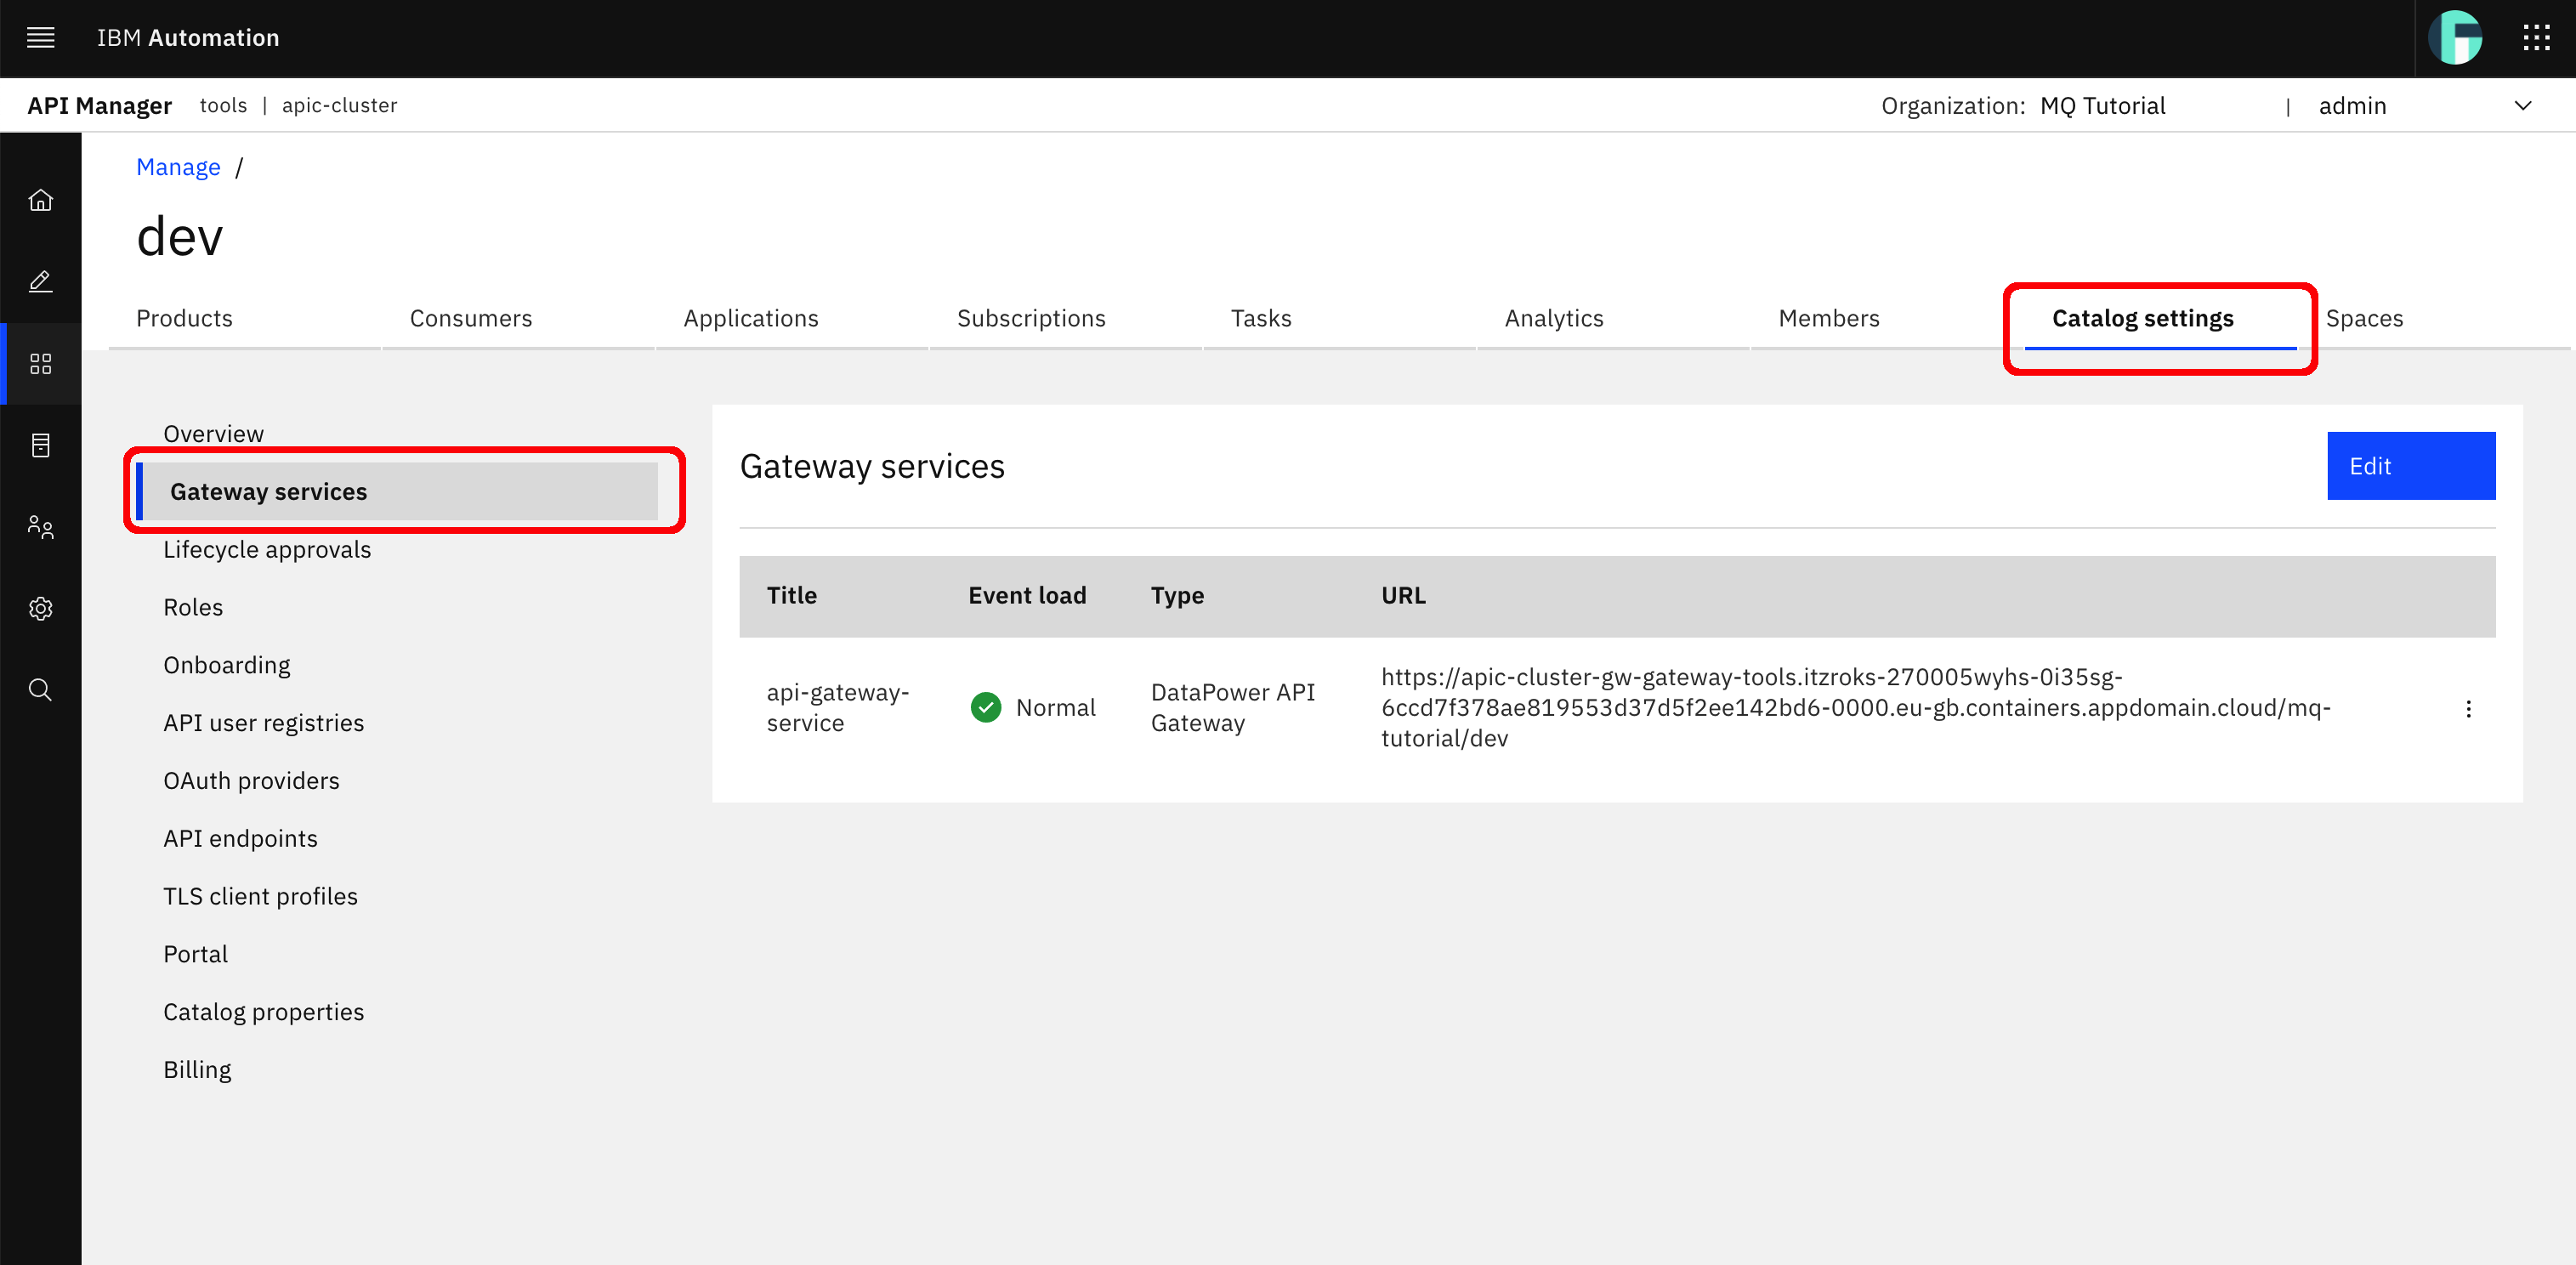 IBM Automation
API Manager tools | apic-cluster Organization: MQ Tutorial | admin
Manage /
dev
Products Consumers Applications Subscriptions Tasks Analytics Members Catalog settings Spaces
Overview
Gateway services
Lifecycle approvals
Roles
Onboarding
API user registries
OAuth providers
API endpoints
TLS client profiles
Portal
Catalog properties
Billing
Gateway services Edit
Title Event load Type URL
api-gateway-
service
Normal
DataPower API
Gateway
https://apic-cluster-gw-gateway-tools.itzroks-270005wyhs-0i35sg-
6ccd7f378ae819553d37d5f2ee142bd6-0000.eu-gb.containers.appdomain.cloud/mq-
tutorial/dev